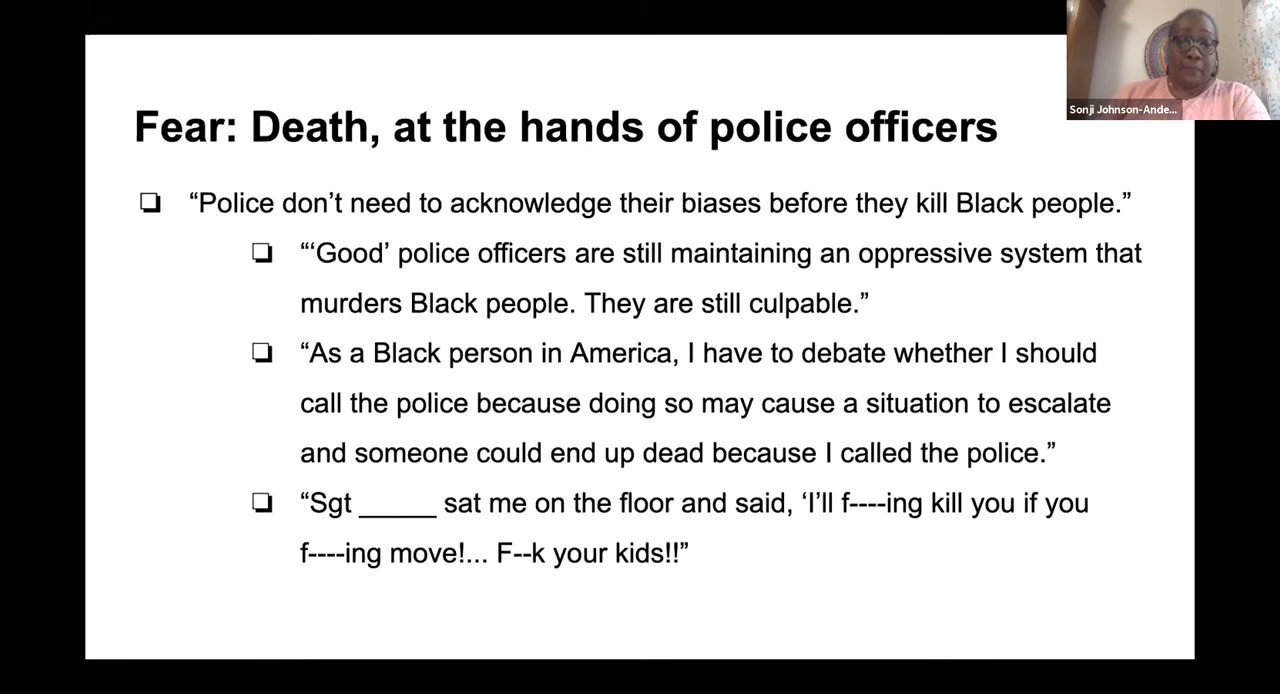 Fear: Death, at the hands of police officers
“Police don’t need to acknowledge their biases before they kill Black people.”
“‘Good’ police officers are still maintaining an oppressive system that
murders Black people. They are still culpable.”
“As a Black person in America, I have to debate whether I should
call the police because doing so may cause a situation to escalate
and someone could end up dead because I called the police.”
“Sgt _____ sat me on the floor and said, ‘I’ll f----ing kill you if you
f----ing move!... F--k your kids!!”
Sonji Johnson-Ande...